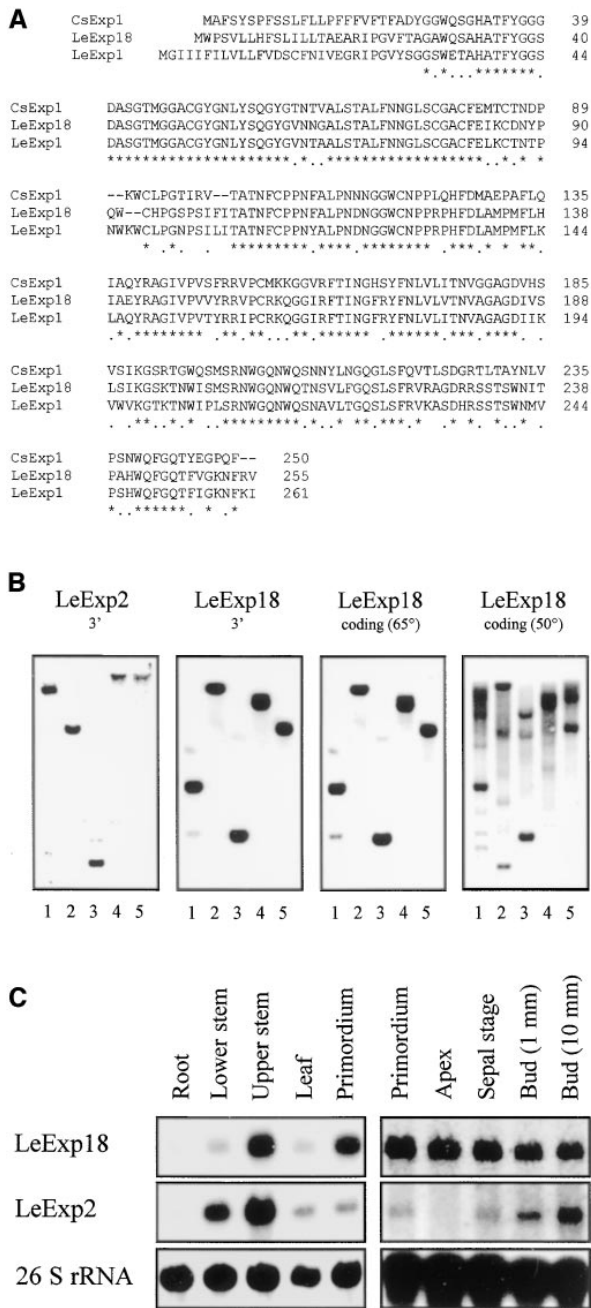 A
CsExp1 MAFSYSPFSSLFLLPFFFVFTFADYGGWQSGHATFYGGG 39
LeExp18 MWPSVLLHFSLILLTAEARIPGVFTAGAWQSAHATFYGGS 40
LeExp1 MGIIIFILVLLFVDSCFNIVEGRIPGVYSGGSWETAHATFYGGS 44
*.*...*******.
CsExp1 DASGTMGGACGYGNLYSQGYGTNTVALSTALFNNGLSCGACFEMTCTNDP 89
LeExp18 DASGTMGGACGYGNLYSQGYGVNNGALSTALFNNGLSCGACFEIKCDNYP 90
LeExp1 DASGTMGGACGYGNLYSQGYGVNTAALSTALFNNGLSCGACFELKCTNTP 94
*********************.*..******************. * * *
CsExp1 --KWCLPGTIRV--TATNFCPPNFALPNNNGGWCNPPLQHFDMAEPAFLQ 135
LeExp18 QW--CHPGSPSIFITATNFCPPNYALPNDNGGWCNPPRPHFDLAMPMFLH 138
LeExp1 NWKWCLPGNPSILITATNFCPPNYALPNDNGGWCNPPRPHFDLAMPMFLK 144
CsExp1 IAQYRAGIVPVSFRRVPCMKKGGVRFTINGHSYFNLVLITNVGGAGDVHS 185
LeExp18 IAEYRAGIVPVVYRRVPCRKQGGIRFTINGFRYFNLVLVTNVAGAGDIVS 188
LeExp1 LAQYRAGIVPVTYRRIPCRKQGGIRFTINGFRYFNLVLITNVAGAGDIIK 194
CsExp1 VSIKGSRTGWQSMSRNWGQNWQSNNYLNGQGLSFQVTLSDGRTLTAYNLV 235
LeExp18 LSIKGSKTNWISMSRNWGQNWQTNSVLFGQSLSFRVRAGDRRSSTSWNIT 238
LeExp1 VWVKGTKTNWIPLSRNWGQNWQSNAVLTGQSLSFRVKASDHRSSTSWNMV 244
CsExp1 PSNWQFGQTYEGPQF-- 250
LeExp18 PAHWQFGQTFVGKNFRV 255
LeExp1 PSHWQFGQTFIGKNFKI 261
*..******. * .*
B
LeExp2 LeExp18 LeExp18 LeExp18
3' 3' coding (65°) coding (50°)
1 2 3 4 5 1 2 3 4 5 1 2 3 4 5 1 2 3 4 5
C
Root Lower stem Upper stem Leaf Primordium Primordium Apex Sepal stage Bud (1 mm) Bud (10 mm)
LeExp18
LeExp2
26 S rRNA